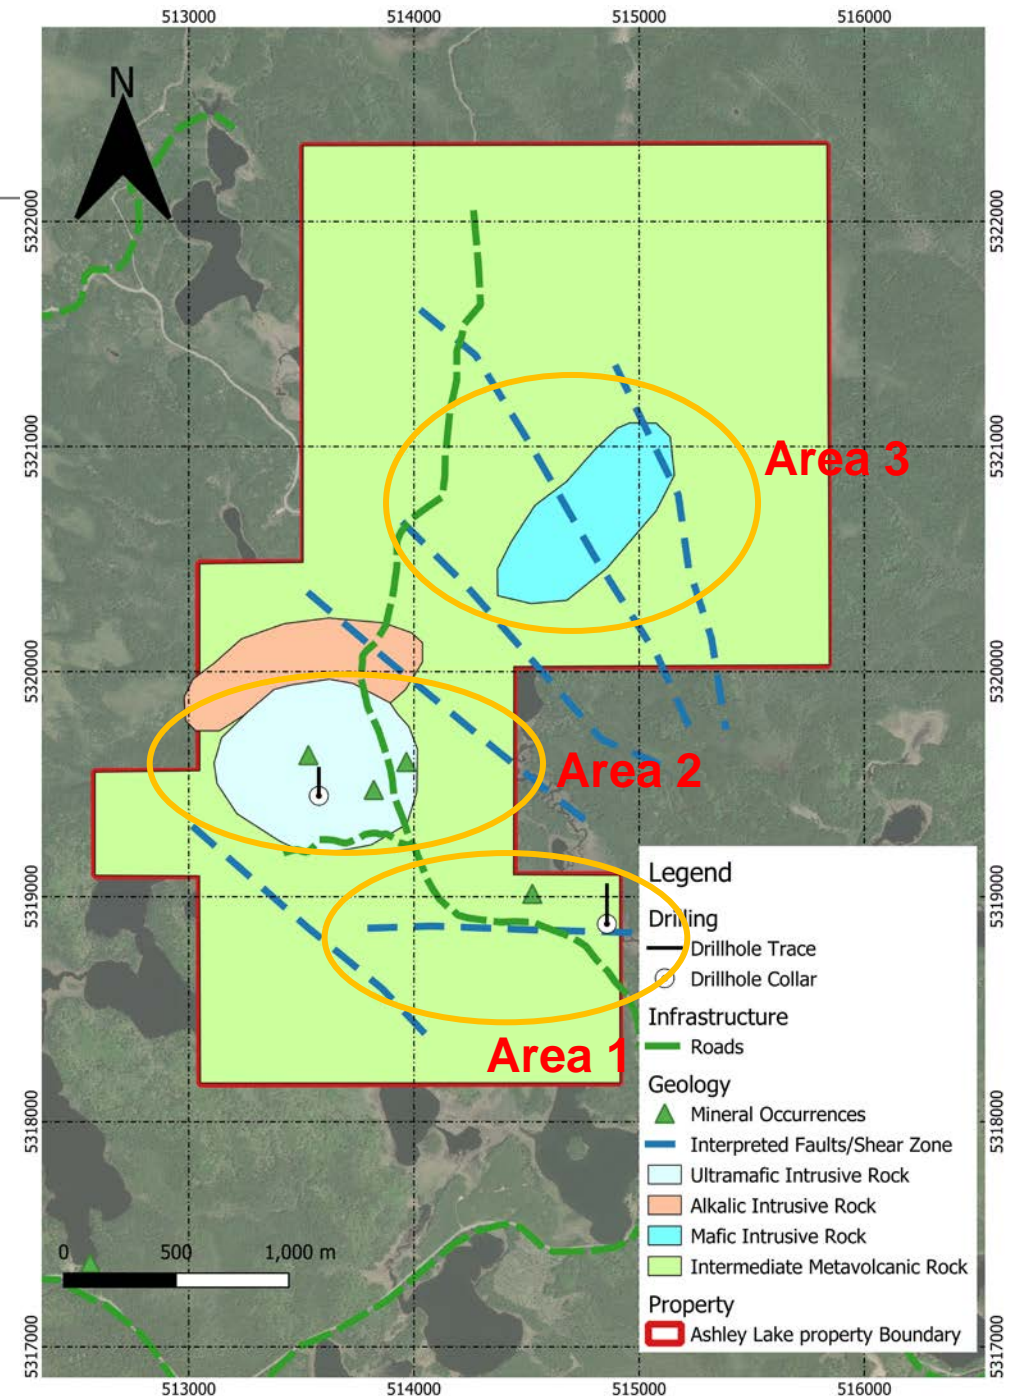 513000 514000 515000 516000
N
5322000 5322000
5321000 5321000
Area 3
5320000 5320000
Area 2
5319000 5319000
Area 1
5318000 5318000
5317000 5317000
Legend
Drilling
Drillhole Trace
Drillhole Collar
Infrastructure
Roads
Geology
Mineral Occurrences
Interpreted Faults/Shear Zone
Ultramafic Intrusive Rock
Alkalic Intrusive Rock
Mafic Intrusive Rock
Intermediate Metavolcanic Rock
Property
Ashley Lake property Boundary
0 500 1,000 m
513000 514000 515000 516000